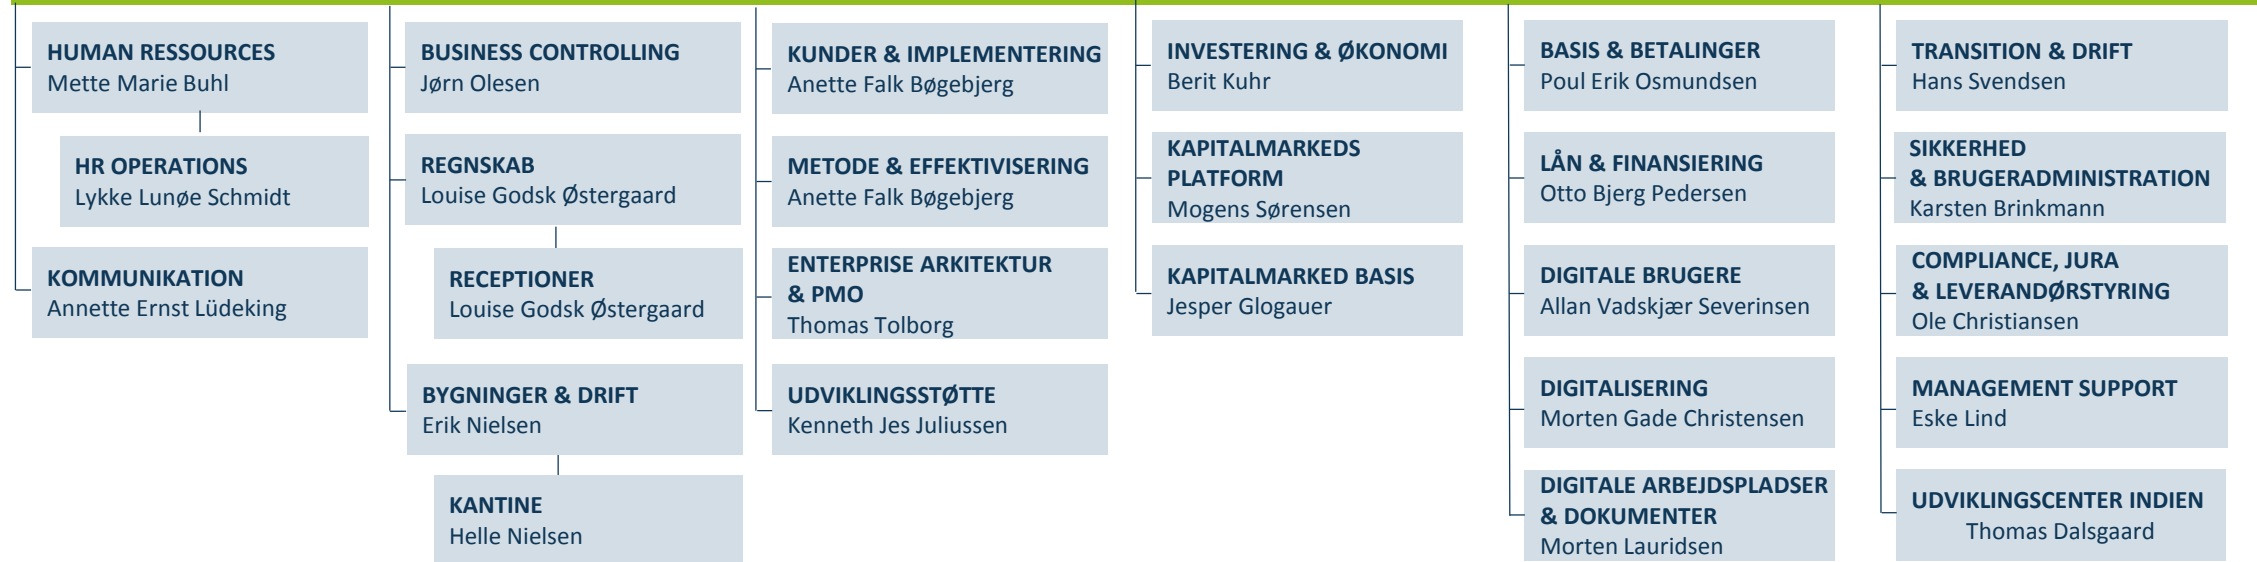 HUMAN RESSOURCES
Mette Marie Buhl
HR OPERATIONS
Lykke Lunøe Schmidt
KOMMUNIKATION
Annette Ernst Lüdeking
BUSINESS CONTROLLING
Jørn Olesen
REGNSKAB
Louise Godsk Østergaard
RECEPTIONER
Louise Godsk Østergaard
BYGNINGER & DRIFT
Erik Nielsen
KANTINE
Helle Nielsen
KUNDER & IMPLEMENTERING
Anette Falk Bøgebjerg
METODE & EFFEKTIVISERING
Anette Falk Bøgebjerg
ENTERPRISE ARKITEKTUR
& PMO
Thomas Tolborg
UDVIKLINGSSTØTTE
Kenneth Jes Juliussen
INVESTERING & ØKONOMI
Berit Kuhr
KAPITALMARKEDS
PLATFORM
Mogens Sørensen
KAPITALMARKED BASIS
Jesper Glogauer
BASIS & BETALINGER
Poul Erik Osmundsen
LÅN & FINANSIERING
Otto Bjerg Pedersen
DIGITALE BRUGERE
Allan Vadskjær Severinsen
DIGITALISERING
Morten Gade Christensen
DIGITALE ARBEJDSPLADSER
& DOKUMENTER
Morten Lauridsen
TRANSITION & DRIFT
Hans Svendsen
SIKKERHED
& BRUGERADMINISTRATION
Karsten Brinkmann
COMPLIANCE, JURA
& LEVERANDØRSTYRING
Ole Christiansen
MANAGEMENT SUPPORT
Eske Lind
UDVIKLINGSCENTER INDIEN
Thomas Dalsgaard